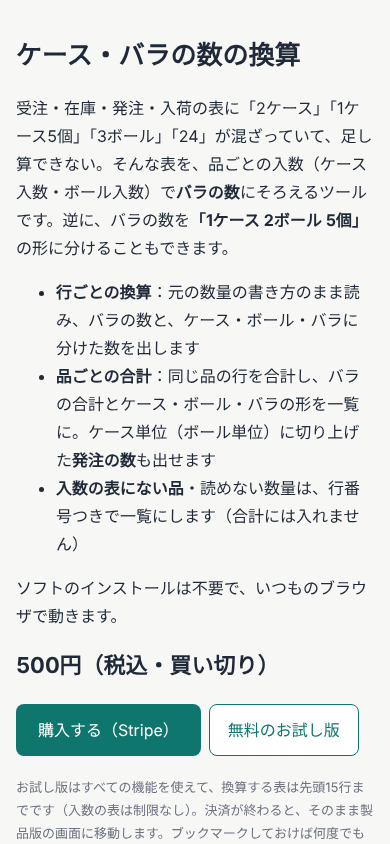 ケース・バラの数の換算
受注・在庫・発注・入荷の表に「2ケース」「1ケ
ース5個」「3ボール」「24」が混ざっていて、足し
算できない。そんな表を、品ごとの入数（ケース
入数・ボール入数）でバラの数にそろえるツール
です。逆に、バラの数を「1ケース 2ボール 5個」
の形に分けることもできます。
• 行ごとの換算：元の数量の書き方のまま読
み、バラの数と、ケース・ボール・バラに
分けた数を出します
• 品ごとの合計：同じ品の行を合計し、バラ
の合計とケース・ボール・バラの形を一覧
に。ケース単位（ボール単位）に切り上げ
た発注の数も出せます
• 入数の表にない品・読めない数量は、行番
号つきで一覧にします（合計には入れませ
ん）
ソフトのインストールは不要で、いつものブラウ
ザで動きます。
500円（税込・買い切り）
購入する（Stripe）
無料のお試し版
お試し版はすべての機能を使えて、換算する表は先頭15行ま
でです（入数の表は制限なし）。決済が終わると、そのまま製
品版の画面に移動します。ブックマークしておけば何度でも